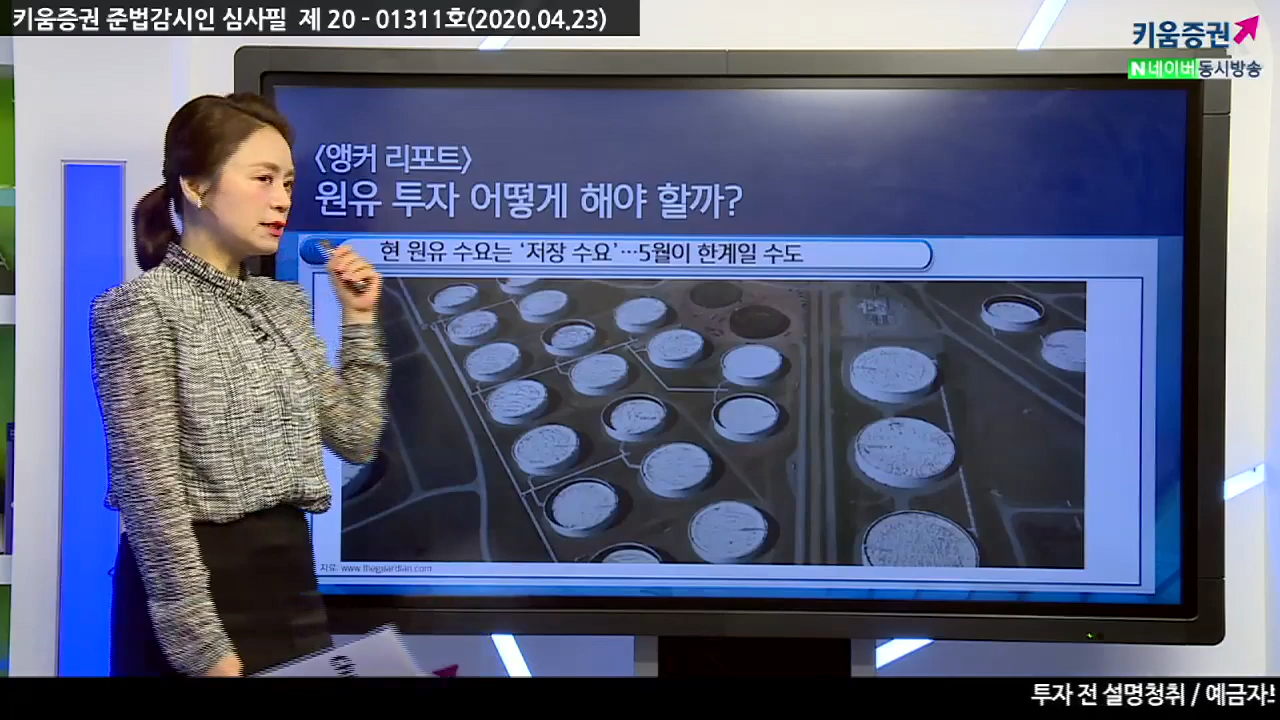 키움증권 준법감시인 심사필 제 20 - 01311호(2020.04.23)
키움증권
N 네이버 동시방송
<앵커 리포트>
원유 투자 어떻게 해야 할까?
현 원유 수요는 ‘저장 수요’…5월이 한계일 수도
자료: www.theguardian.com
투자 전 설명청취 / 예금자보